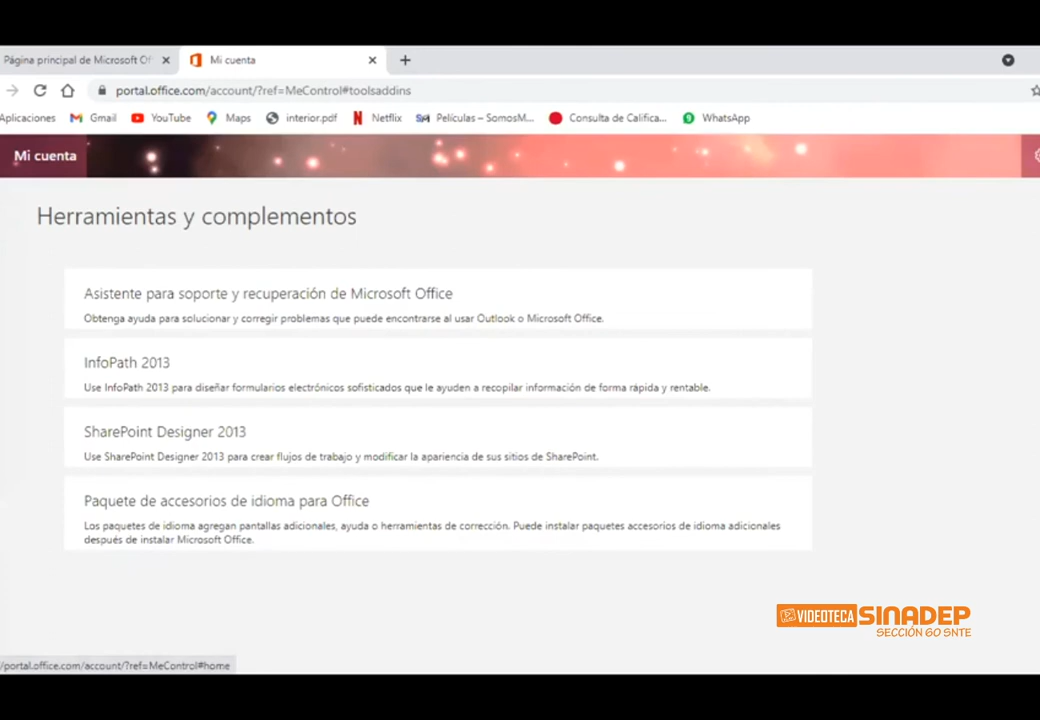 Página principal de Microsoft Of
Mi cuenta
portal.office.com/account/?ref=MeControl#toolsaddins
Aplicaciones Gmail YouTube Maps interior.pdf Netflix Películas – SomosM... Consulta de Califica... WhatsApp
Mi cuenta
Herramientas y complementos
Asistente para soporte y recuperación de Microsoft Office
Obtenga ayuda para solucionar y corregir problemas que puede encontrarse al usar Outlook o Microsoft Office.
InfoPath 2013
Use InfoPath 2013 para diseñar formularios electrónicos sofisticados que le ayuden a recopilar información de forma rápida y rentable.
SharePoint Designer 2013
Use SharePoint Designer 2013 para crear flujos de trabajo y modificar la apariencia de sus sitios de SharePoint.
Paquete de accesorios de idioma para Office
Los paquetes de idioma agregan pantallas adicionales, ayuda o herramientas de corrección. Puede instalar paquetes accesorios de idioma adicionales
después de instalar Microsoft Office.
VIDEOTECA SINADEP
SECCIÓN 60 SNTE
/portal.office.com/account/?ref=MeControl#home